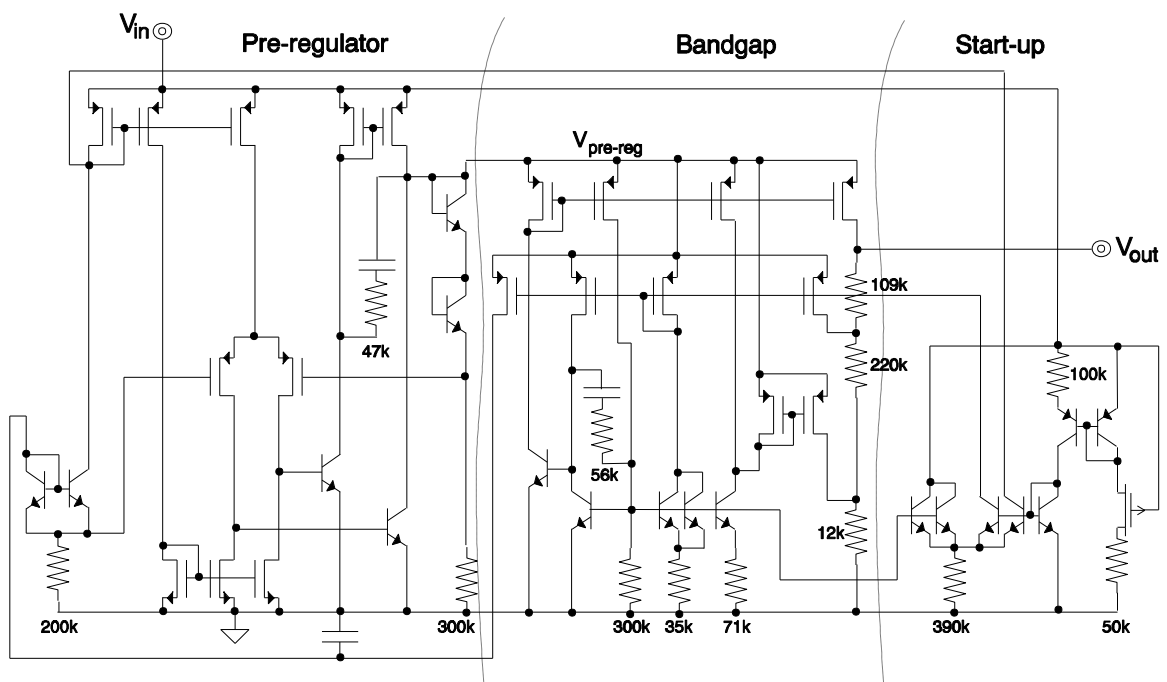 Vin
Pre-regulator
Bandgap
Start-up
Vpre-reg
Vout
109k
47k
220k
100k
56k
12k
200k
300k
300k
35k
71k
390k
50k